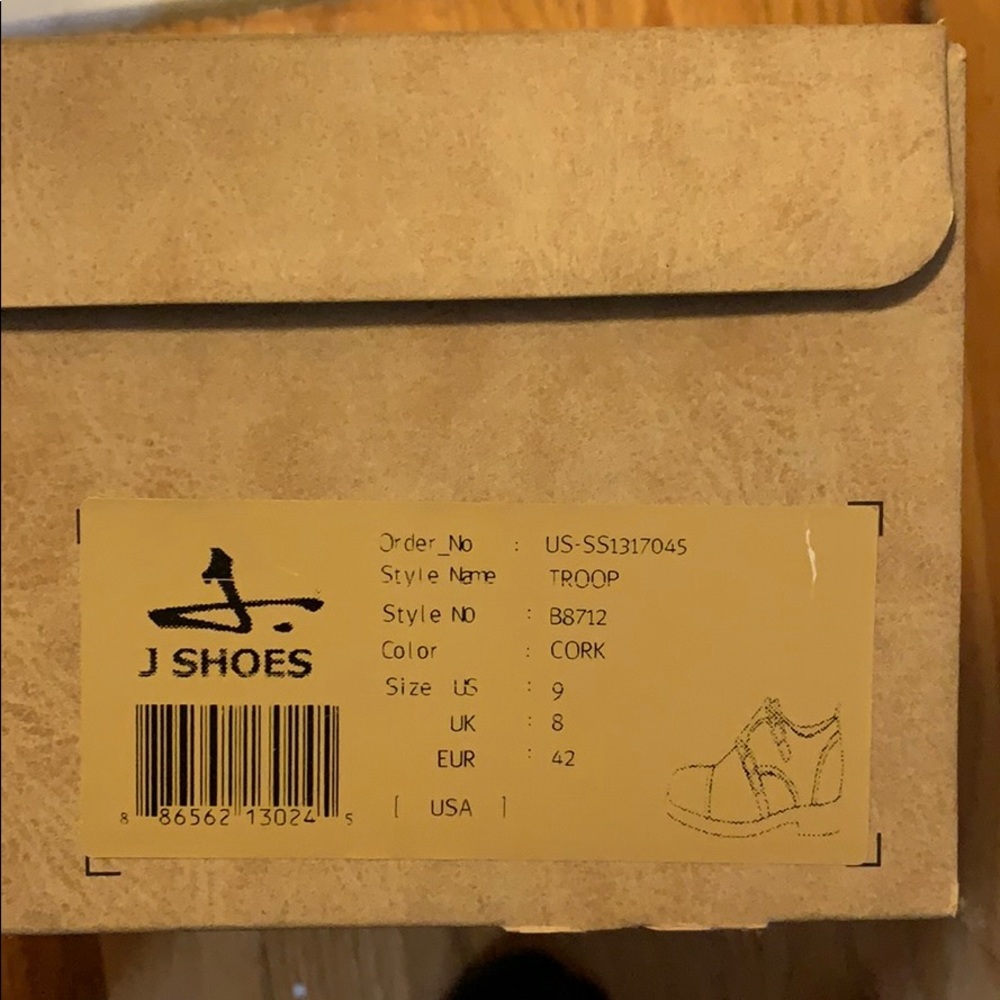 J SHOES
8 86562 13024 5
Order_No : US-SS1317045
Style Name TROOP
Style NO : B8712
Color : CORK
Size US : 9
UK : 8
EUR : 42
[ USA ]